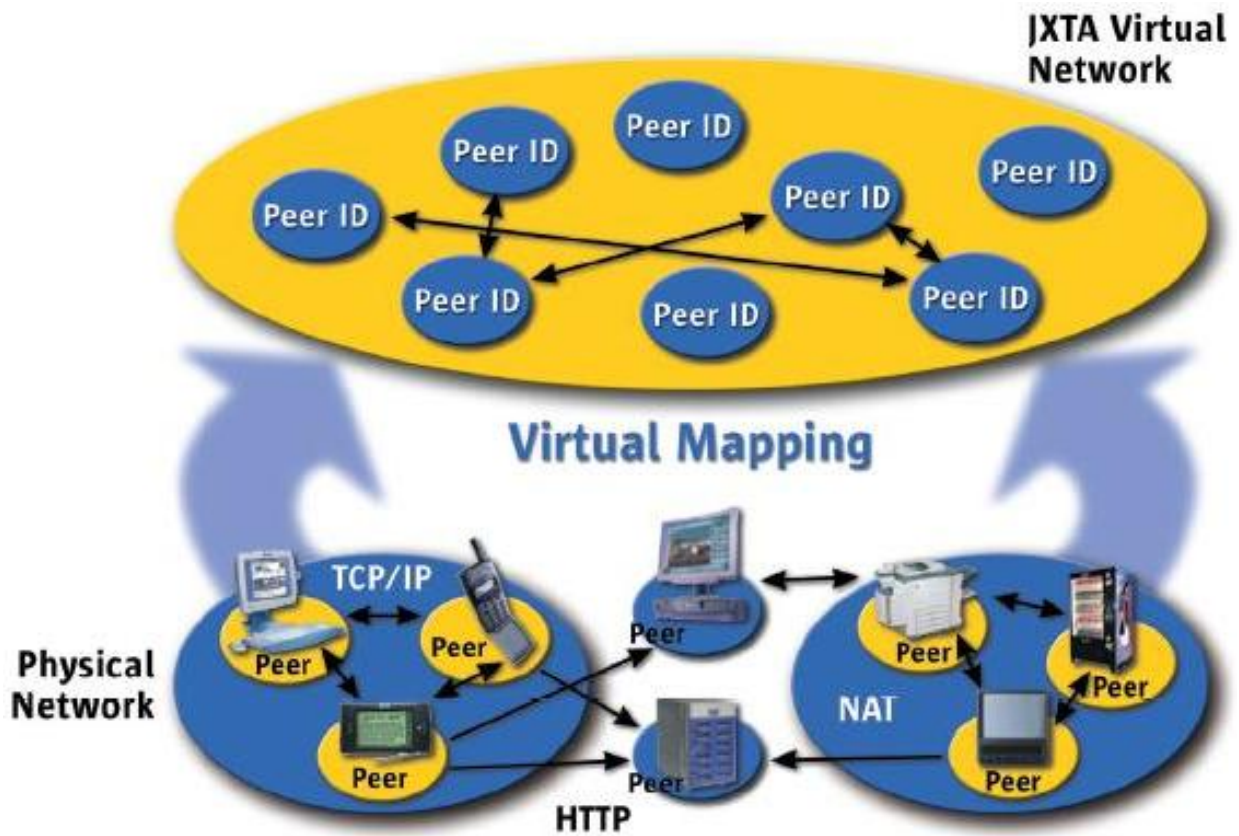 JXTA Virtual
Network
Peer ID
Peer ID
Peer ID
Peer ID
Peer ID
Peer ID
Peer ID
Peer ID
Virtual Mapping
TCP/IP
Physical
Network
Peer
Peer
Peer
Peer
Peer
HTTP
NAT
Peer
Peer
Peer